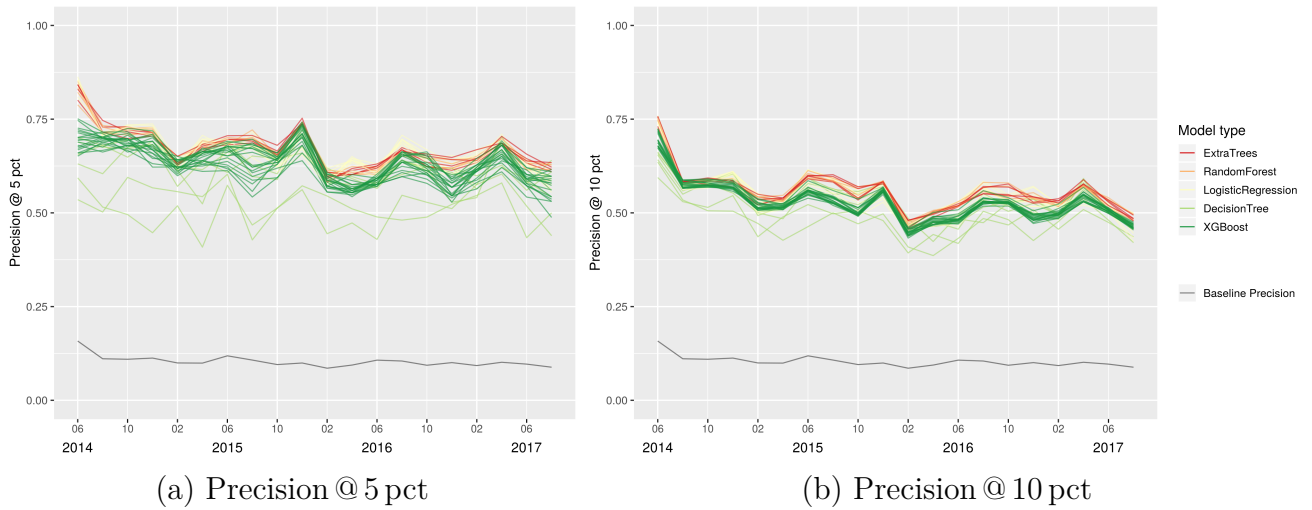 1.00
0.75
0.50
0.25
0.00
Precision @ 5 pct
06 10 02 06 10 02 06 10 02 06
2014 2015 2016 2017
(a) Precision @ 5 pct
1.00
0.75
0.50
0.25
0.00
Precision @ 10 pct
06 10 02 06 10 02 06 10 02 06
2014 2015 2016 2017
(b) Precision @ 10 pct
Model type
ExtraTrees
RandomForest
LogisticRegression
DecisionTree
XGBoost
Baseline Precision